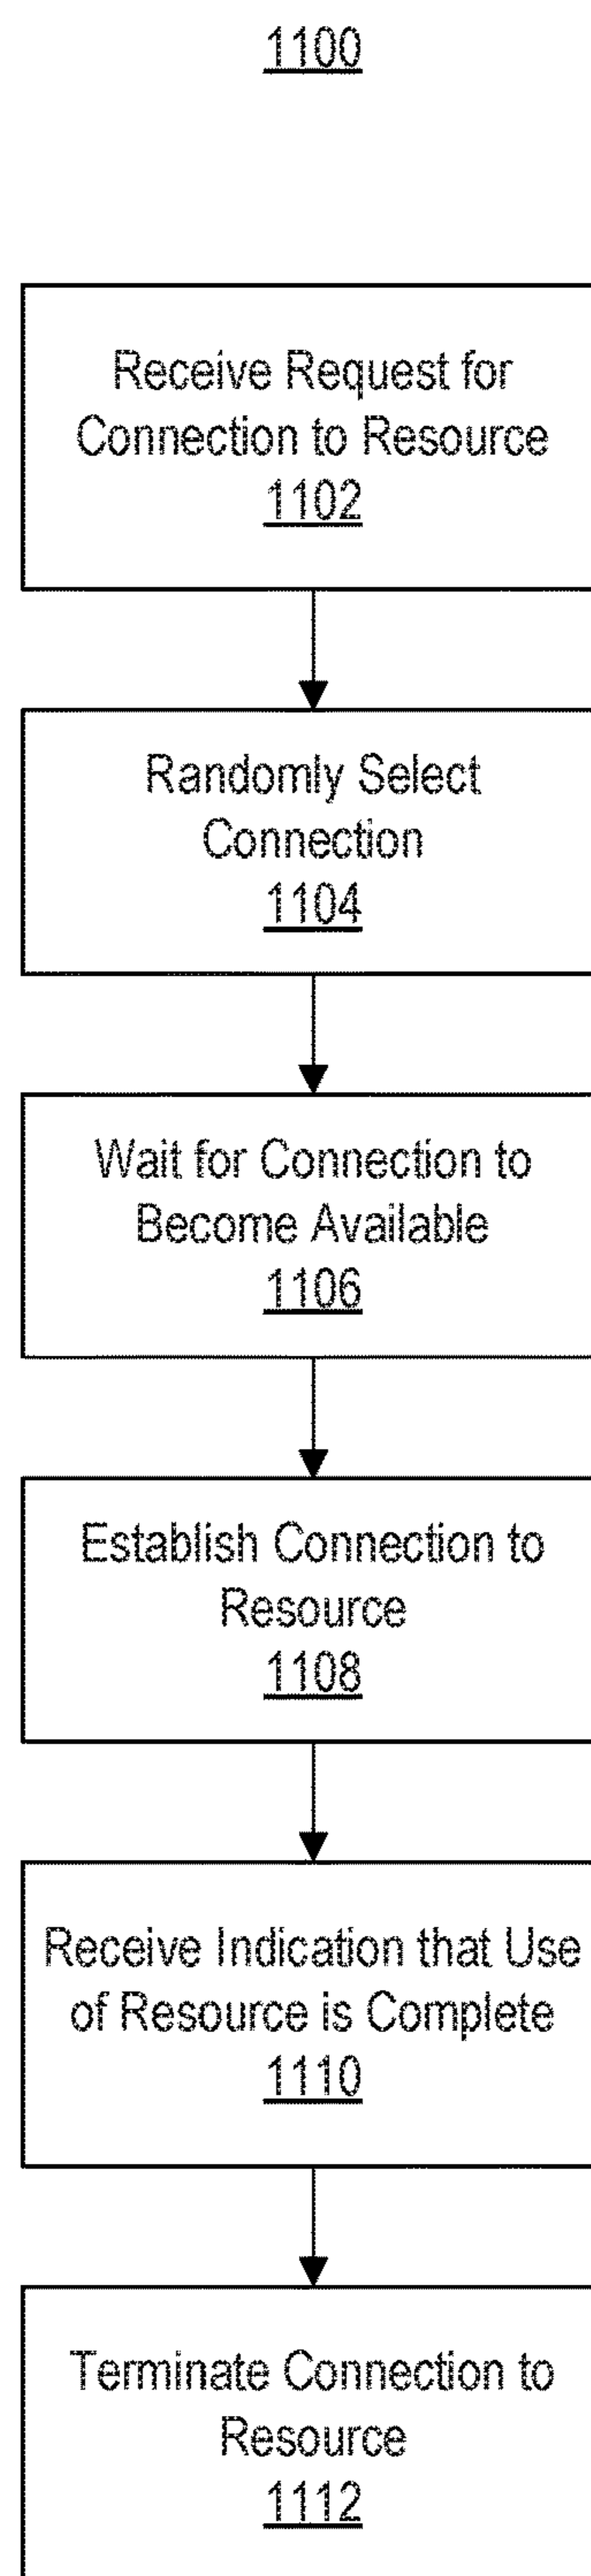 1100
Receive Request for
Connection to Resource
1102
Randomly Select
Connection
1104
Wait for Connection to
Become Available
1106
Establish Connection to
Resource
1108
Receive Indication that Use
of Resource is Complete
1110
Terminate Connection to
Resource
1112